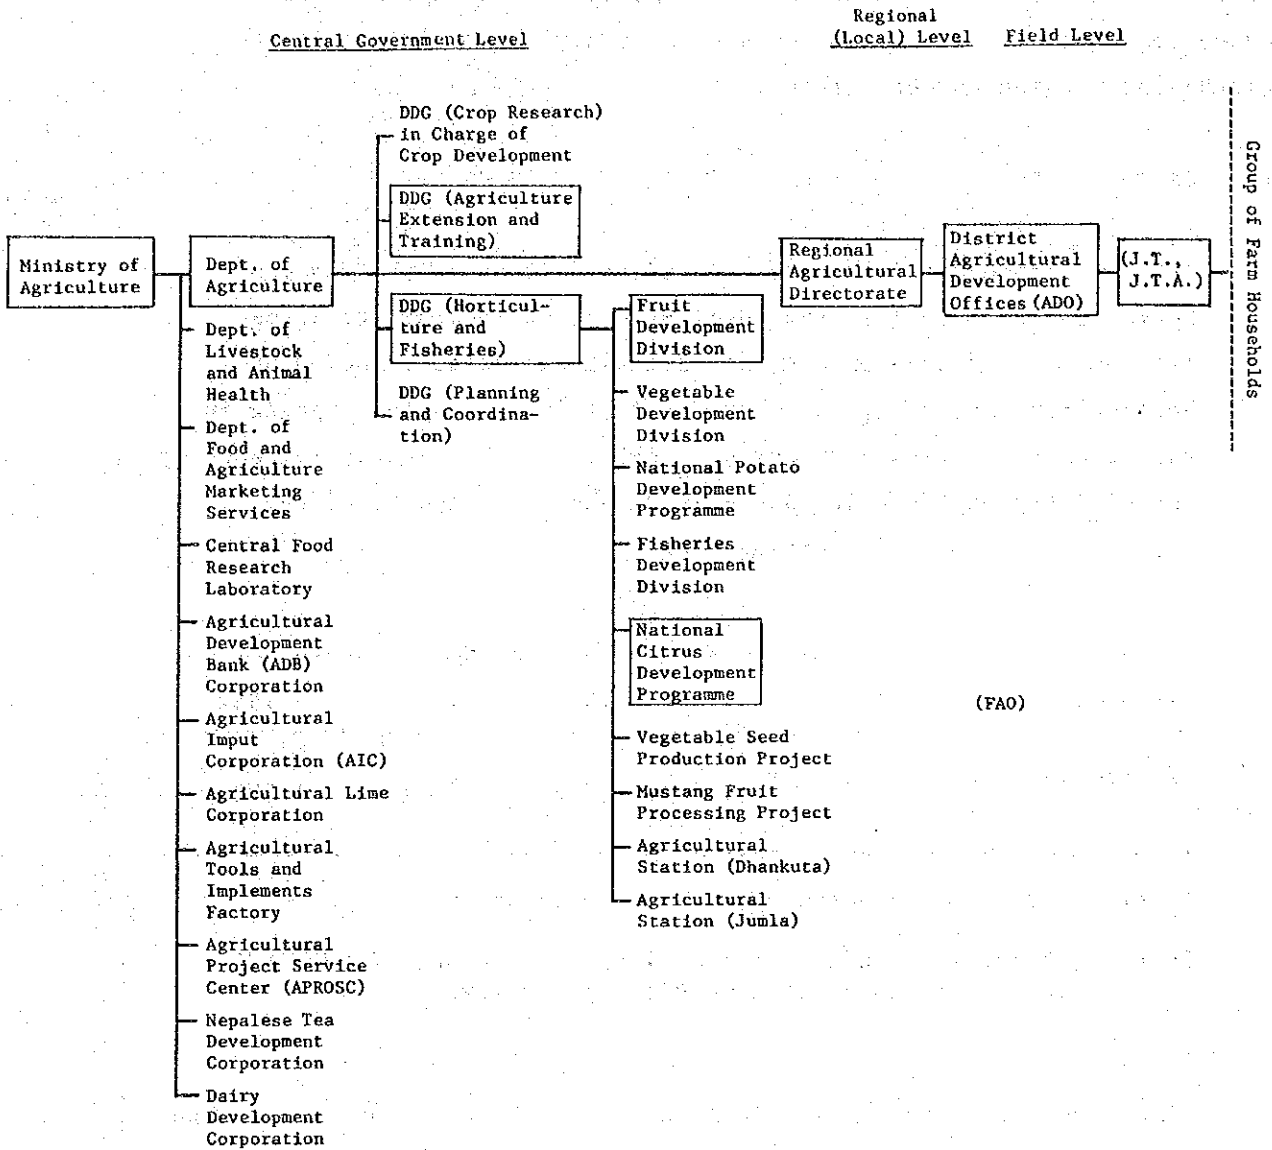 Central Government Level
Regional
(Local) Level
Field Level
Ministry of
Agriculture
Dept. of
Agriculture
Dept. of
Livestock
and Animal
Health
Dept. of
Food and
Agriculture
Marketing
Services
Central Food
Research
Laboratory
Agricultural
Development
Bank (ADB)
Corporation
Agricultural
Imput
Corporation (AIC)
Agricultural Lime
Corporation
Agricultural
Tools and
Implements
Factory
Agricultural
Project Service
Center (APROSC)
Nepalese Tea
Development
Corporation
Dairy
Development
Corporation
DDG (Crop Research)
in Charge of
Crop Development
DDG (Agriculture
Extension and
Training)
DDG (Horticul-
ture and
Fisheries)
DDG (Planning
and Coordina-
tion)
Fruit
Development
Division
Vegetable
Development
Division
National Potato
Development
Programme
Fisheries
Development
Division
National
Citrus
Development
Programme
Vegetable Seed
Production Project
Mustang Fruit
Processing Project
Agricultural
Station (Dhankuta)
Agricultural
Station (Jumla)
Regional
Agricultural
Directorate
District
Agricultural
Development
Offices (ADO)
(J.T.,
J.T.A.)
Group of Farm Households
(FAO)